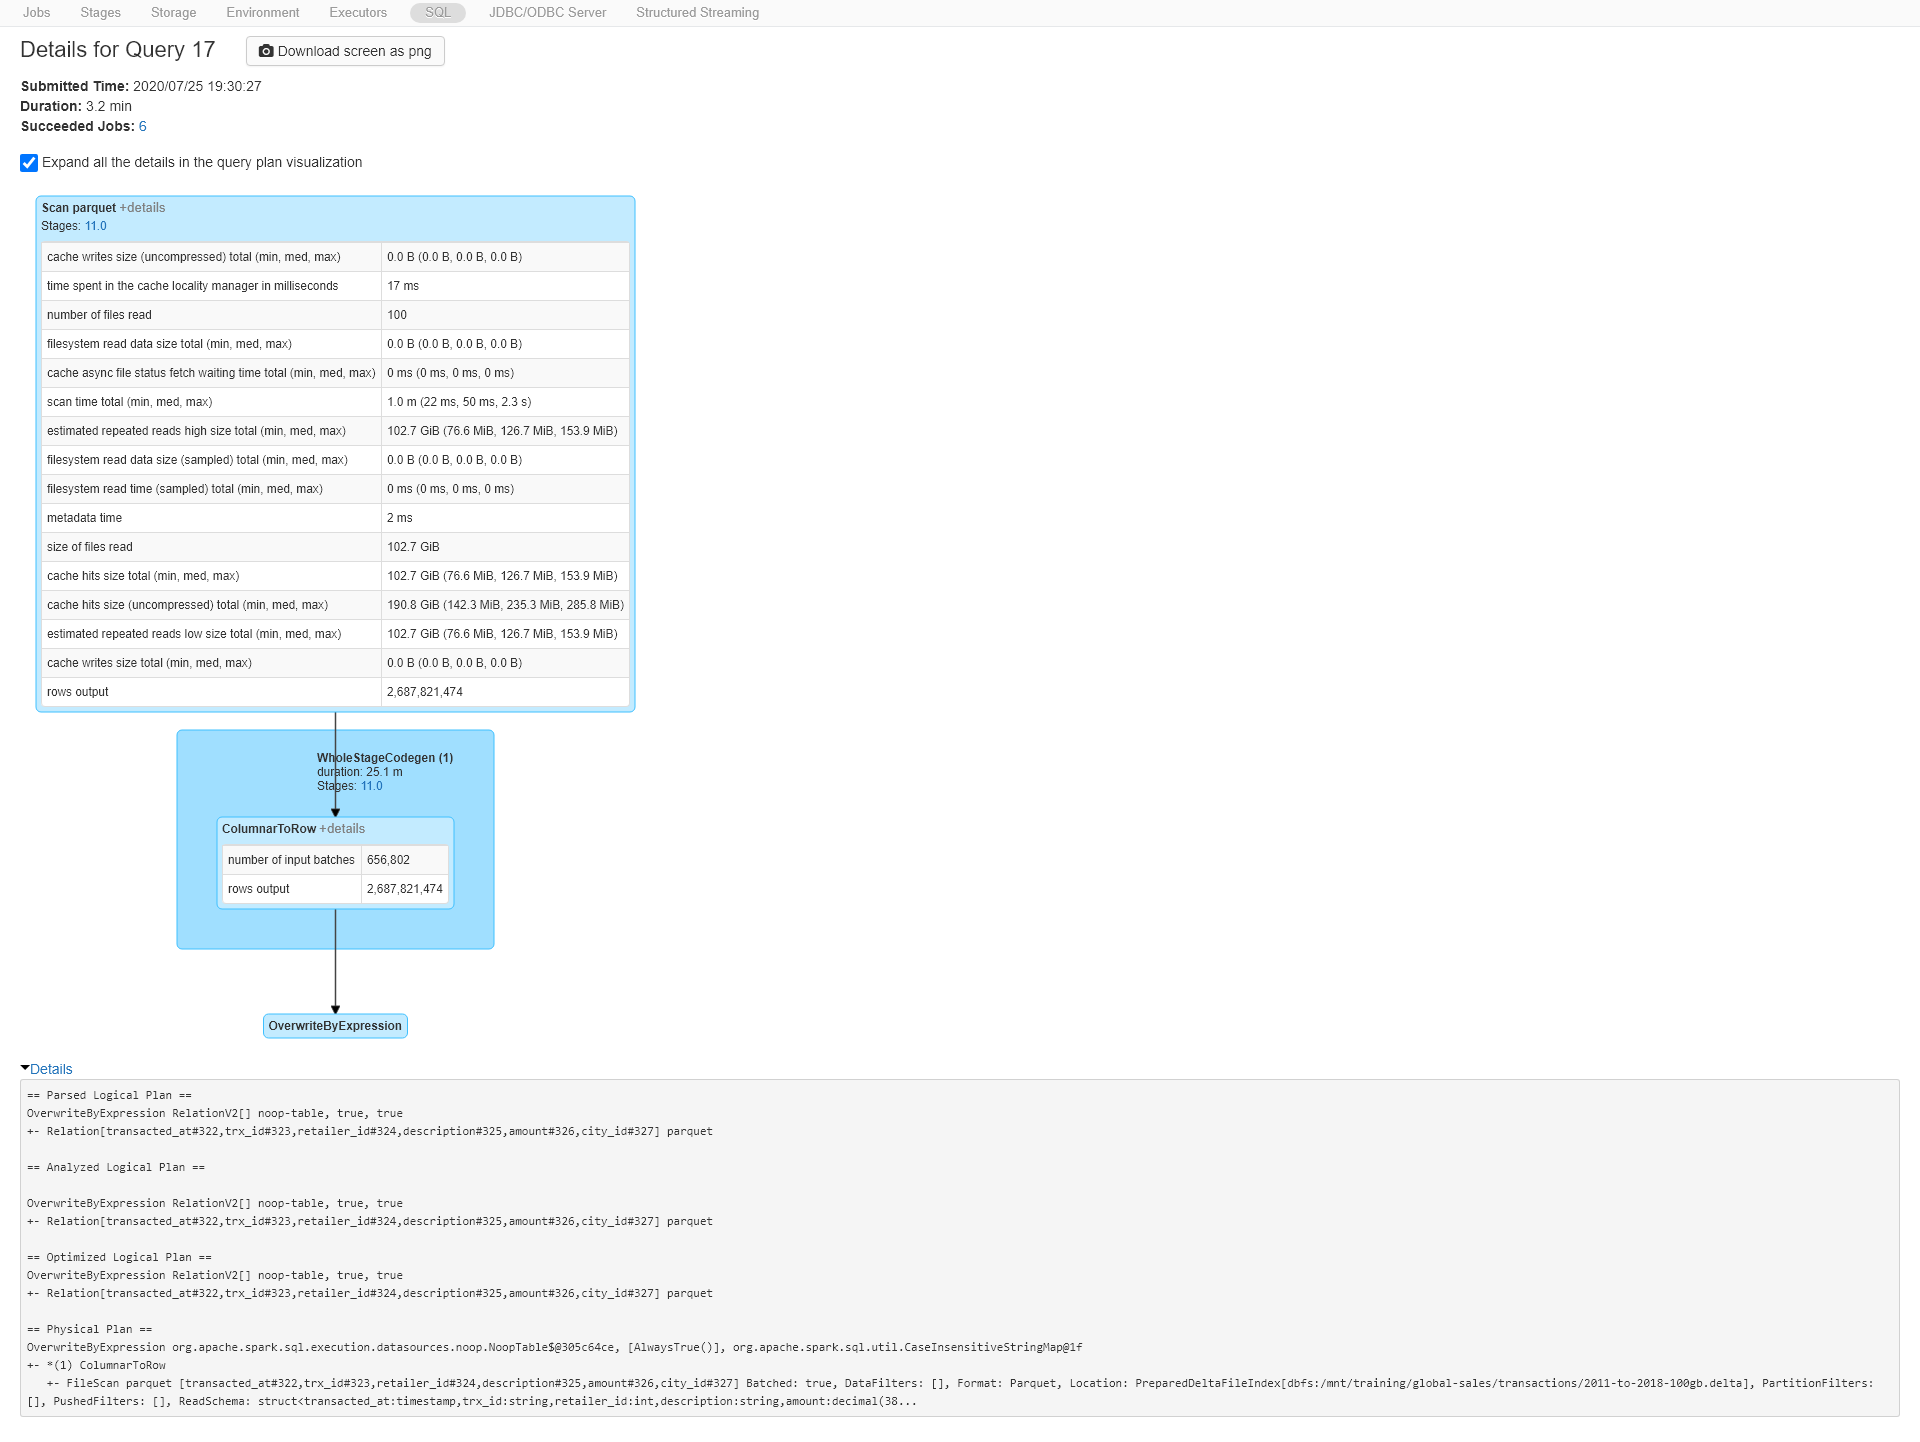 Jobs Stages Storage Environment Executors SQL JDBC/ODBC Server Structured Streaming
Details for Query 17 Download screen as png
Submitted Time: 2020/07/25 19:30:27
Duration: 3.2 min
Succeeded Jobs: 6
Expand all the details in the query plan visualization
Scan parquet +details
Stages: 11.0
cache writes size (uncompressed) total (min, med, max) 0.0 B (0.0 B, 0.0 B, 0.0 B)
time spent in the cache locality manager in milliseconds 17 ms
number of files read 100
filesystem read data size total (min, med, max) 0.0 B (0.0 B, 0.0 B, 0.0 B)
cache async file status fetch waiting time total (min, med, max) 0 ms (0 ms, 0 ms, 0 ms)
scan time total (min, med, max) 1.0 m (22 ms, 50 ms, 2.3 s)
estimated repeated reads high size total (min, med, max) 102.7 GiB (76.6 MiB, 126.7 MiB, 153.9 MiB)
filesystem read data size (sampled) total (min, med, max) 0.0 B (0.0 B, 0.0 B, 0.0 B)
filesystem read time (sampled) total (min, med, max) 0 ms (0 ms, 0 ms, 0 ms)
metadata time 2 ms
size of files read 102.7 GiB
cache hits size total (min, med, max) 102.7 GiB (76.6 MiB, 126.7 MiB, 153.9 MiB)
cache hits size (uncompressed) total (min, med, max) 190.8 GiB (142.3 MiB, 235.3 MiB, 285.8 MiB)
estimated repeated reads low size total (min, med, max) 102.7 GiB (76.6 MiB, 126.7 MiB, 153.9 MiB)
cache writes size total (min, med, max) 0.0 B (0.0 B, 0.0 B, 0.0 B)
rows output 2,687,821,474
WholeStageCodegen (1)
duration: 25.1 m
Stages: 11.0
ColumnarToRow +details
number of input batches 656,802
rows output 2,687,821,474
OverwriteByExpression
Details
== Parsed Logical Plan ==
OverwriteByExpression RelationV2[] noop-table, true, true
+- Relation[transacted_at#322,trx_id#323,retailer_id#324,description#325,amount#326,city_id#327] parquet
== Analyzed Logical Plan ==
OverwriteByExpression RelationV2[] noop-table, true, true
+- Relation[transacted_at#322,trx_id#323,retailer_id#324,description#325,amount#326,city_id#327] parquet
== Optimized Logical Plan ==
OverwriteByExpression RelationV2[] noop-table, true, true
+- Relation[transacted_at#322,trx_id#323,retailer_id#324,description#325,amount#326,city_id#327] parquet
== Physical Plan ==
OverwriteByExpression org.apache.spark.sql.execution.datasources.noop.NoopTable$@305c64ce, [AlwaysTrue()], org.apache.spark.sql.util.CaseInsensitiveStringMap@1f
+- *(1) ColumnarToRow
+- FileScan parquet [transacted_at#322,trx_id#323,retailer_id#324,description#325,amount#326,city_id#327] Batched: true, DataFilters: [], Format: Parquet, Location: PreparedDeltaFileIndex[dbfs:/mnt/training/global-sales/transactions/2011-to-2018-100gb.delta], PartitionFilters:
[], PushedFilters: [], ReadSchema: struct<transacted_at:timestamp,trx_id:string,retailer_id:int,description:string,amount:decimal(38...